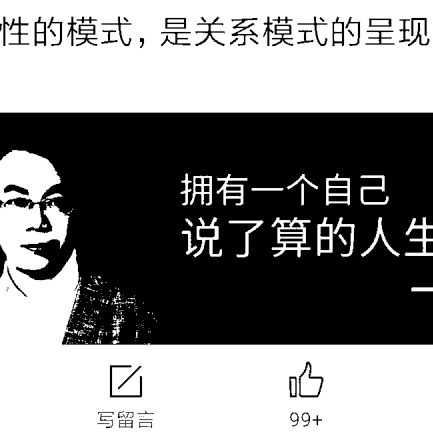 性的模式，是关系模式的呈现
拥有一个自己
说了算的人生
写留言
99+